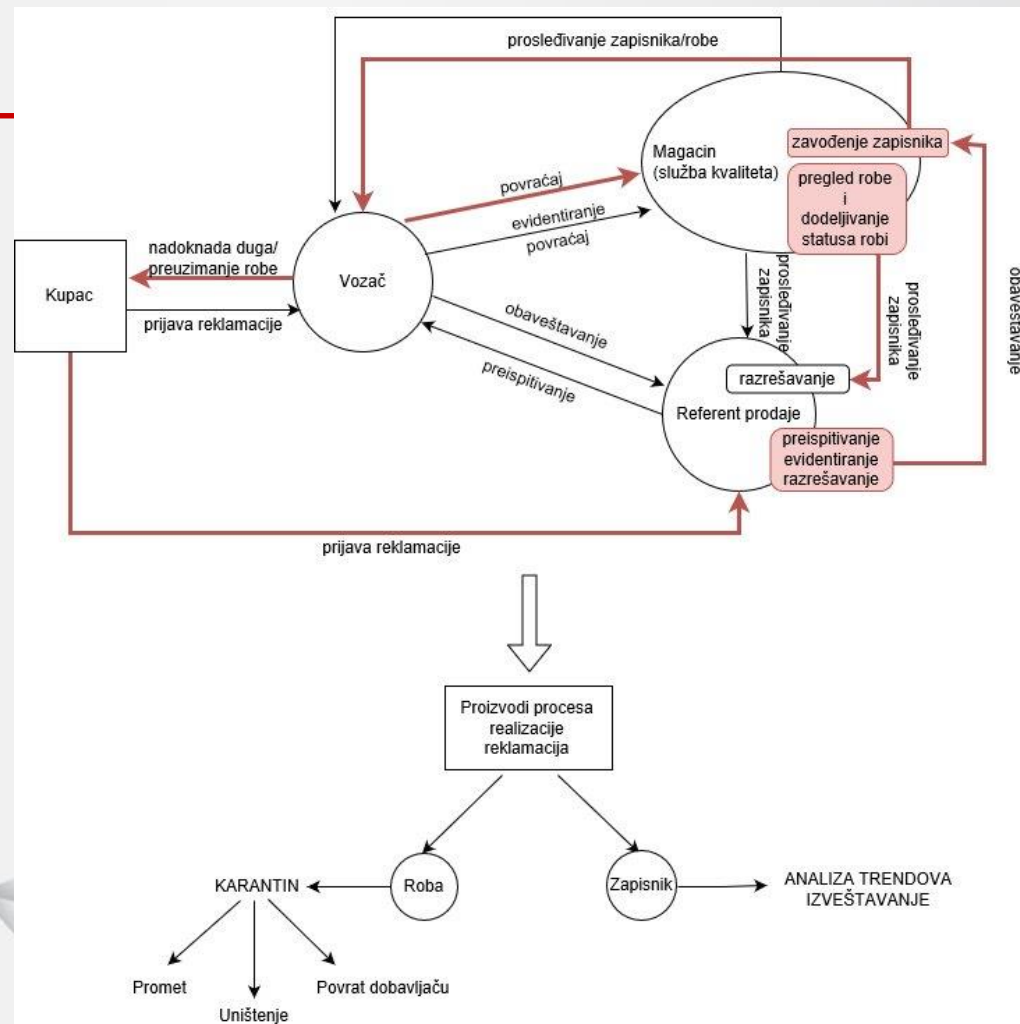 prosleđivanje zapisnika/robe
zavođenje zapisnika
Magacin
(služba kvaliteta)
pregled robe
i
dodeljivanje
statusa robi
povraćaj
evidentiranje
povraćaj
nadoknada duga/
preuzimanje robe
Kupac
Vozač
prijava reklamacije
obaveštavanje
preispitivanje
prosleđivanje
zapisnika
prosleđivanje
zapisnika
obaveštavanje
razrešavanje
Referent prodaje
preispitivanje
evidentiranje
razrešavanje
prijava reklamacije
Proizvodi procesa
realizacije
reklamacija
KARANTIN
Roba
Zapisnik
ANALIZA TRENDOVA
IZVEŠTAVANJE
Promet
Povrat dobavljaču
Uništenje